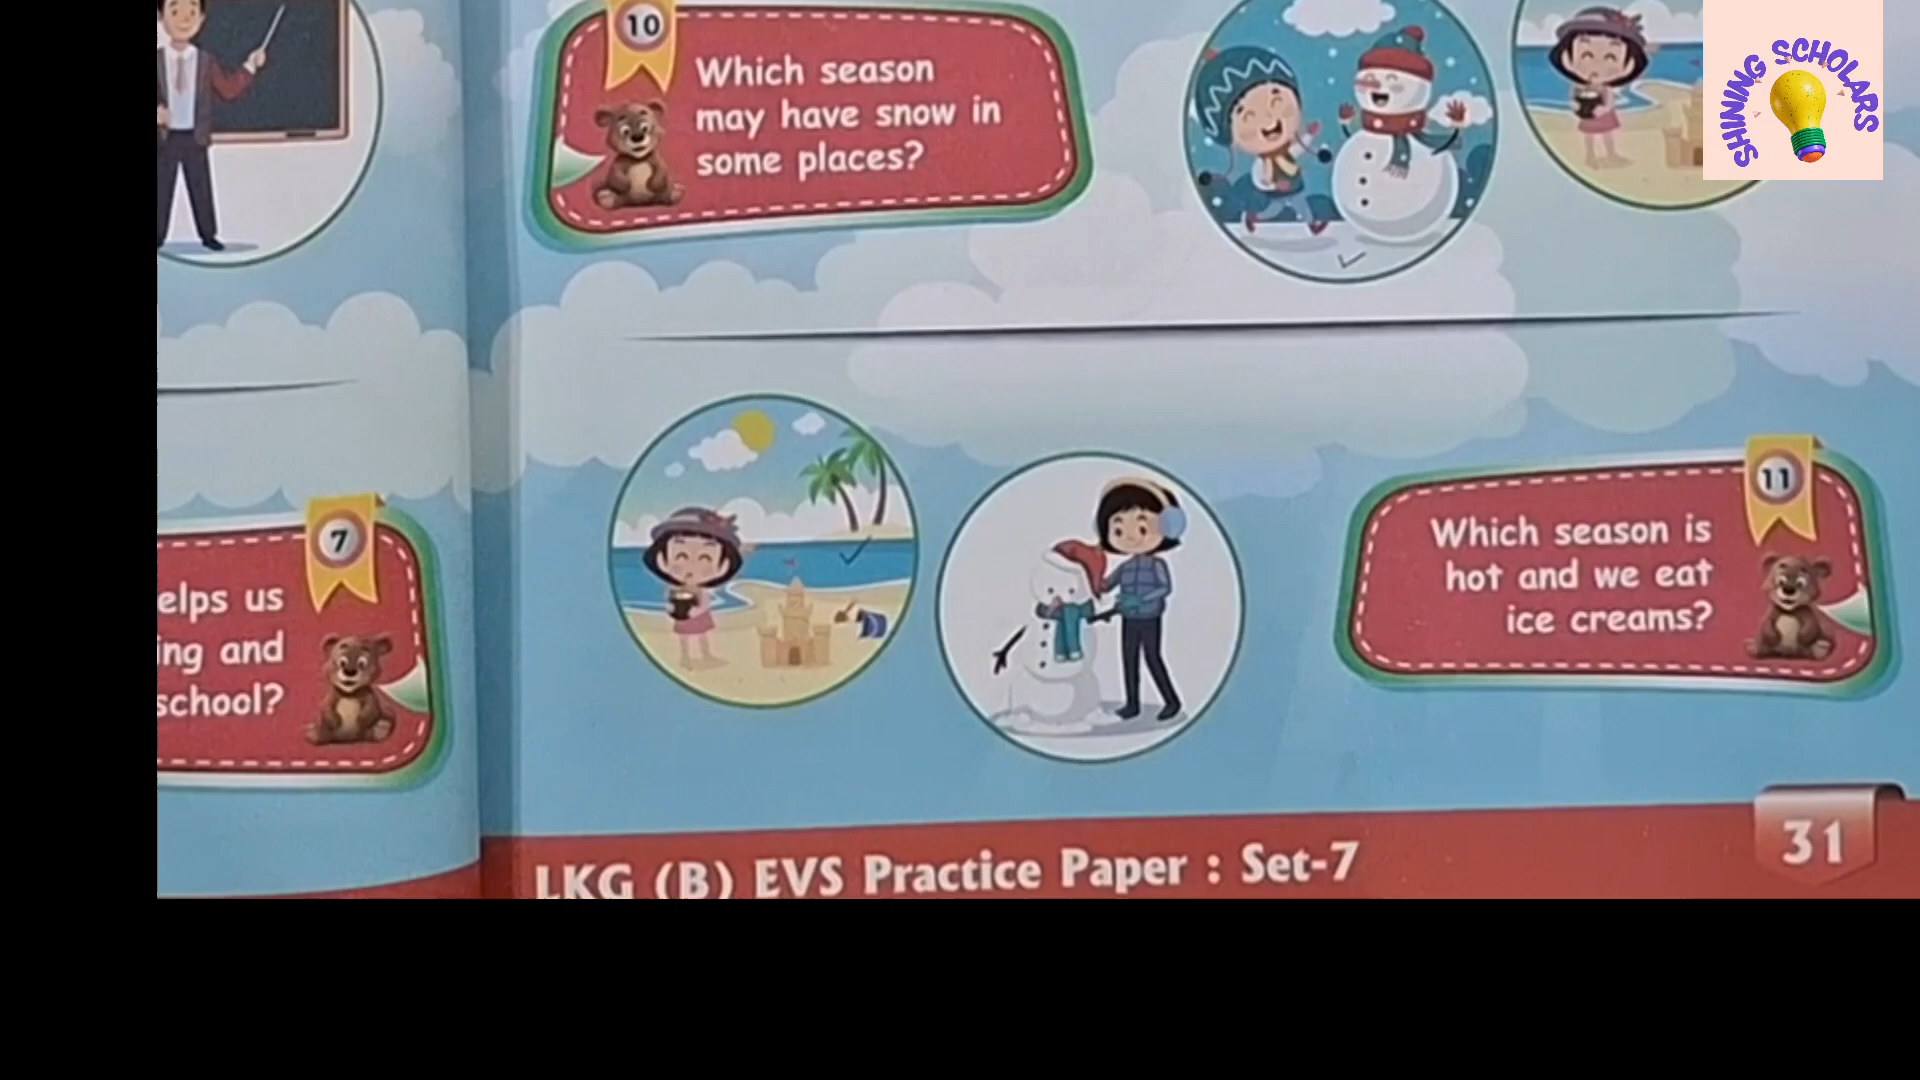 10
Which season
may have snow in
some places?
SHINING SCHOLARS
7
elps us
ing and
school?
11
Which season is
hot and we eat
ice creams?
LKG (B) EVS Practice Paper : Set-7
31